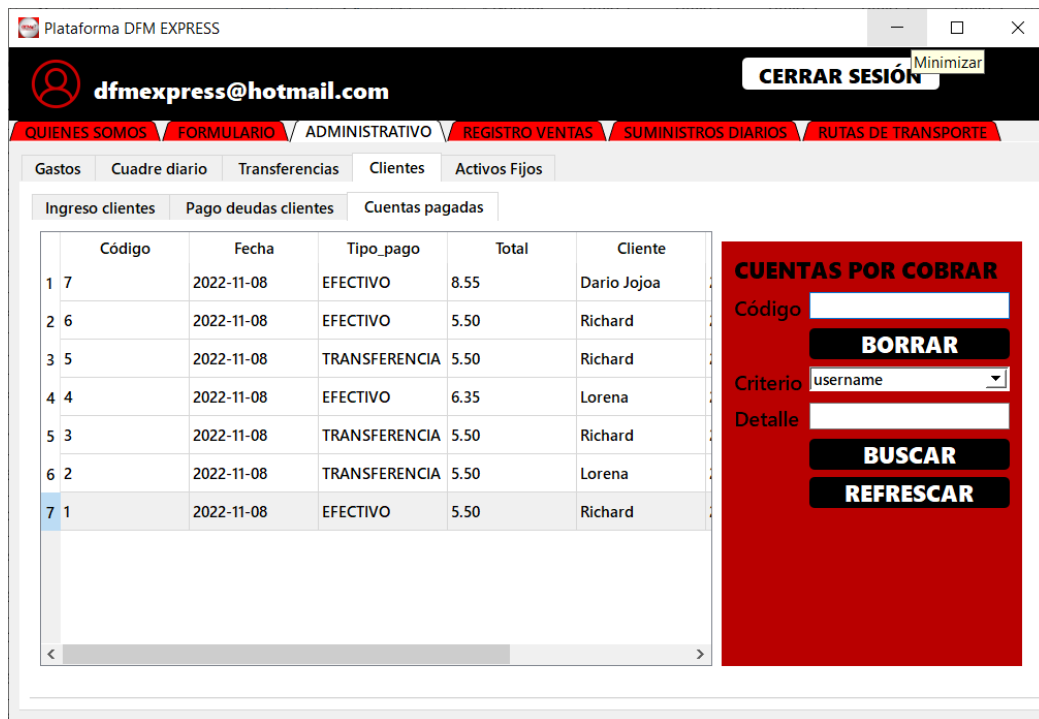 Plataforma DFM EXPRESS
Minimizar
dfmexpress@hotmail.com
CERRAR SESIÓN
QUIENES SOMOS FORMULARIO ADMINISTRATIVO REGISTRO VENTAS SUMINISTROS DIARIOS RUTAS DE TRANSPORTE
Gastos Cuadre diario Transferencias Clientes Activos Fijos
Ingreso clientes Pago deudas clientes Cuentas pagadas
Código Fecha Tipo_pago Total Cliente
1 7 2022-11-08 EFECTIVO 8.55 Dario Jojoa
2 6 2022-11-08 EFECTIVO 5.50 Richard
3 5 2022-11-08 TRANSFERENCIA 5.50 Richard
4 4 2022-11-08 EFECTIVO 6.35 Lorena
5 3 2022-11-08 TRANSFERENCIA 5.50 Richard
6 2 2022-11-08 TRANSFERENCIA 5.50 Lorena
7 1 2022-11-08 EFECTIVO 5.50 Richard
CUENTAS POR COBRAR
Código
BORRAR
Criterio username
Detalle
BUSCAR
REFRESCAR